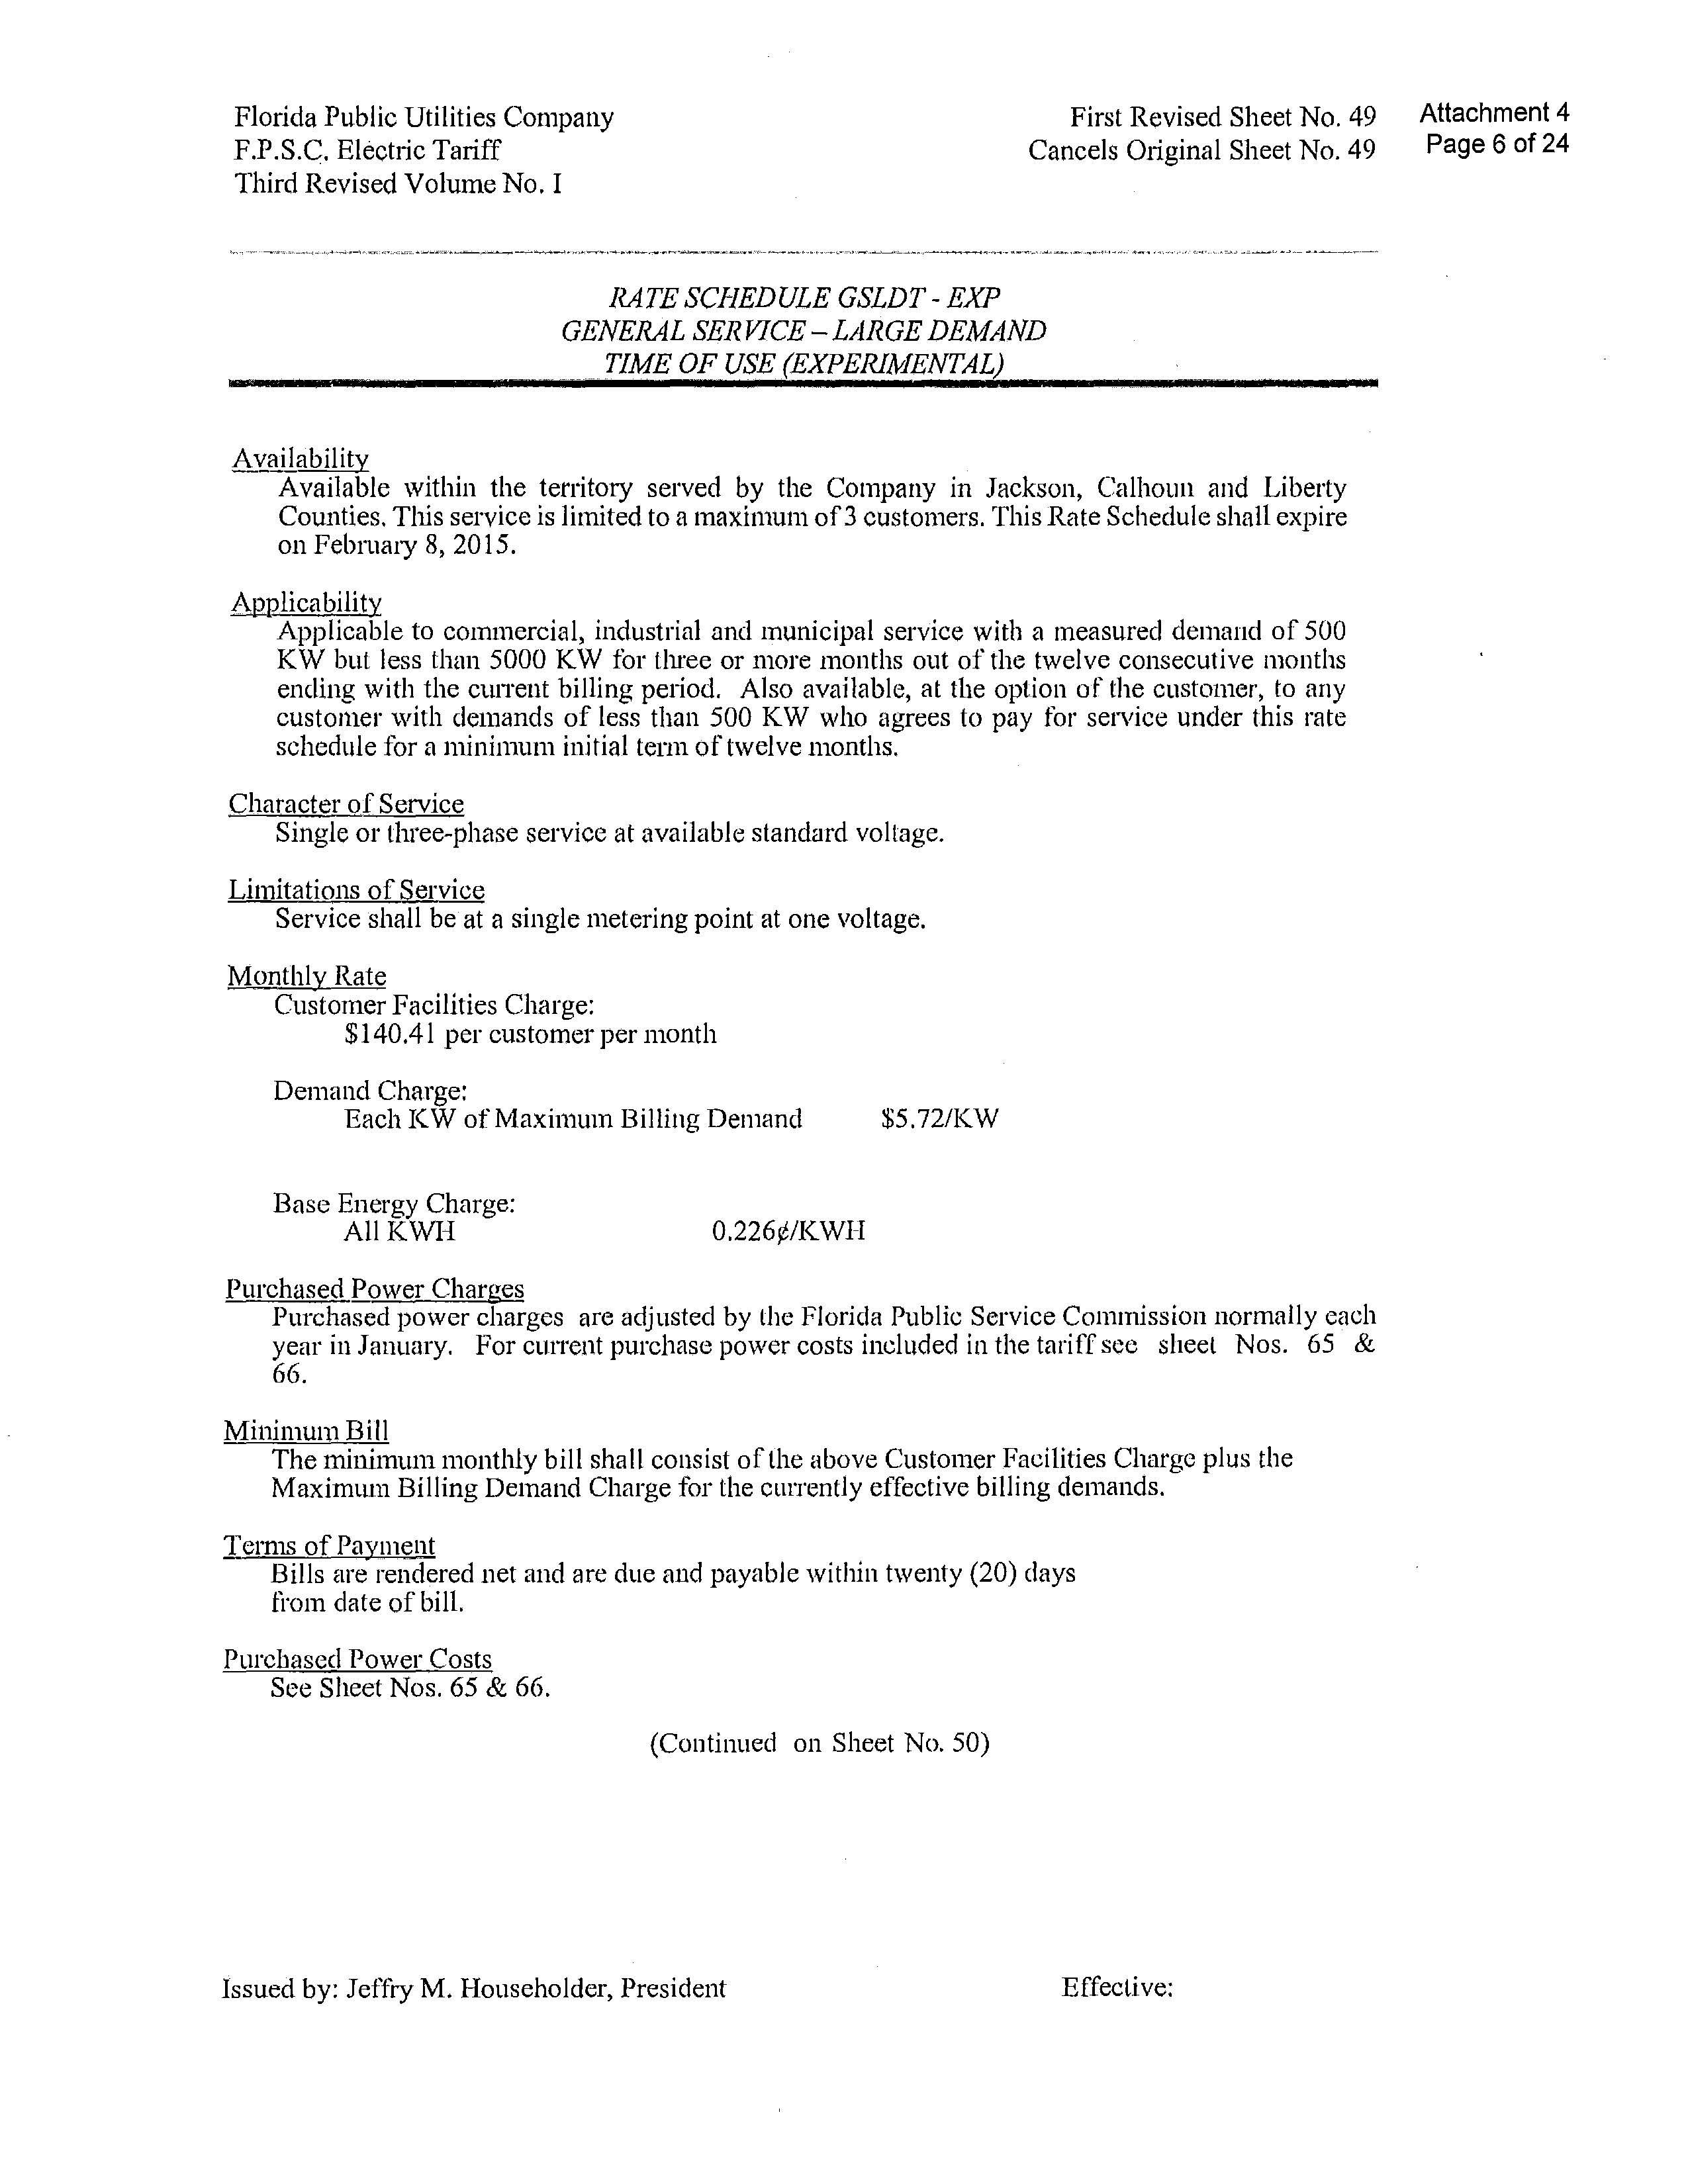 Florida Public Utilities Company
F.P.S.C. Electric Tariff
Third Revised Volume No. I
First Revised Sheet No. 49
Cancels Original Sheet No. 49
Attachment 4
Page 6 of 24
RATE SCHEDULE GSLDT - EXP
GENERAL SERVICE – LARGE DEMAND
TIME OF USE (EXPERIMENTAL)
Availability
Available within the territory served by the Company in Jackson, Calhoun and Liberty
Counties. This service is limited to a maximum of 3 customers. This Rate Schedule shall expire
on February 8, 2015.
Applicability
Applicable to commercial, industrial and municipal service with a measured demand of 500
KW but less than 5000 KW for three or more months out of the twelve consecutive months
ending with the current billing period. Also available, at the option of the customer, to any
customer with demands of less than 500 KW who agrees to pay for service under this rate
schedule for a minimum initial term of twelve months.
Character of Service
Single or three-phase service at available standard voltage.
Limitations of Service
Service shall be at a single metering point at one voltage.
Monthly Rate
Customer Facilities Charge:
$140.41 per customer per month
Demand Charge:
Each KW of Maximum Billing Demand $5.72/KW
Base Energy Charge:
All KWH 0.226¢/KWH
Purchased Power Charges
Purchased power charges are adjusted by the Florida Public Service Commission normally each
year in January. For current purchase power costs included in the tariff see sheet Nos. 65 &
66.
Minimum Bill
The minimum monthly bill shall consist of the above Customer Facilities Charge plus the
Maximum Billing Demand Charge for the currently effective billing demands.
Terms of Payment
Bills are rendered net and are due and payable within twenty (20) days
from date of bill.
Purchased Power Costs
See Sheet Nos. 65 & 66.
(Continued on Sheet No. 50)
Issued by: Jeffry M. Householder, President
Effective: